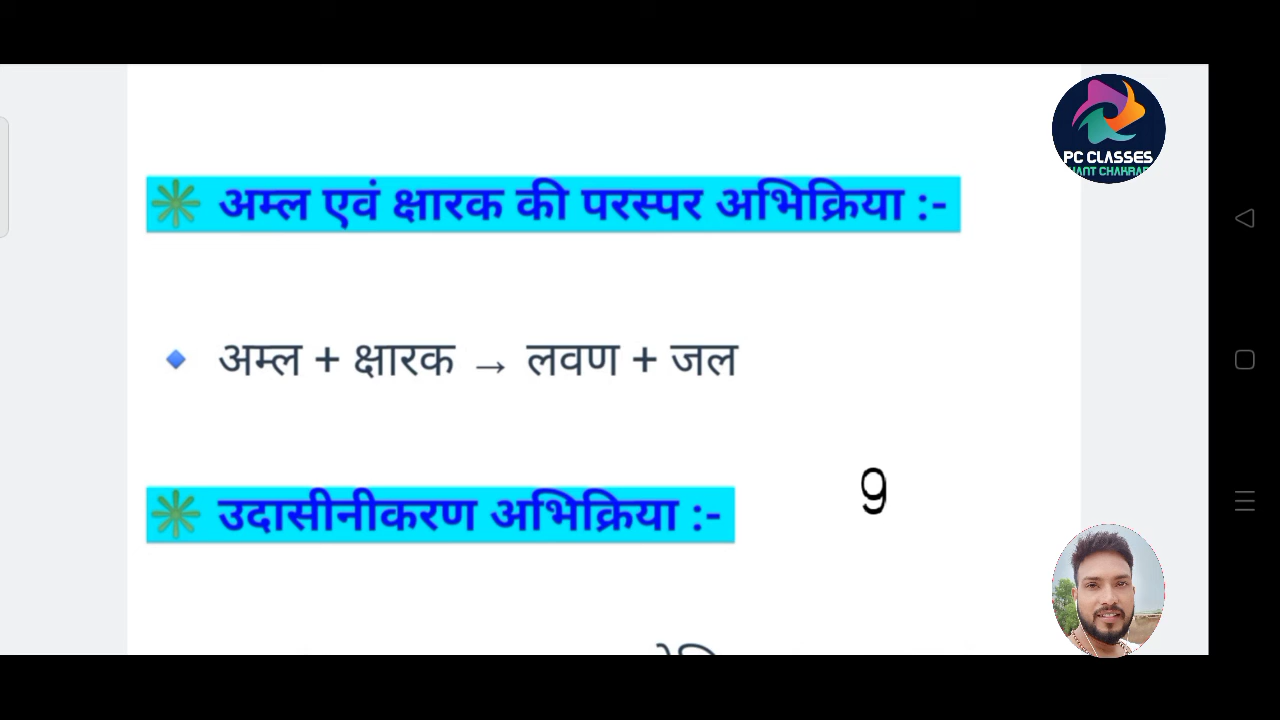 PC CLASSES
✳ अम्ल एवं क्षारक की परस्पर अभिक्रिया :-
🔹 अम्ल + क्षारक → लवण + जल
9
✳ उदासीनीकरण अभिक्रिया :-